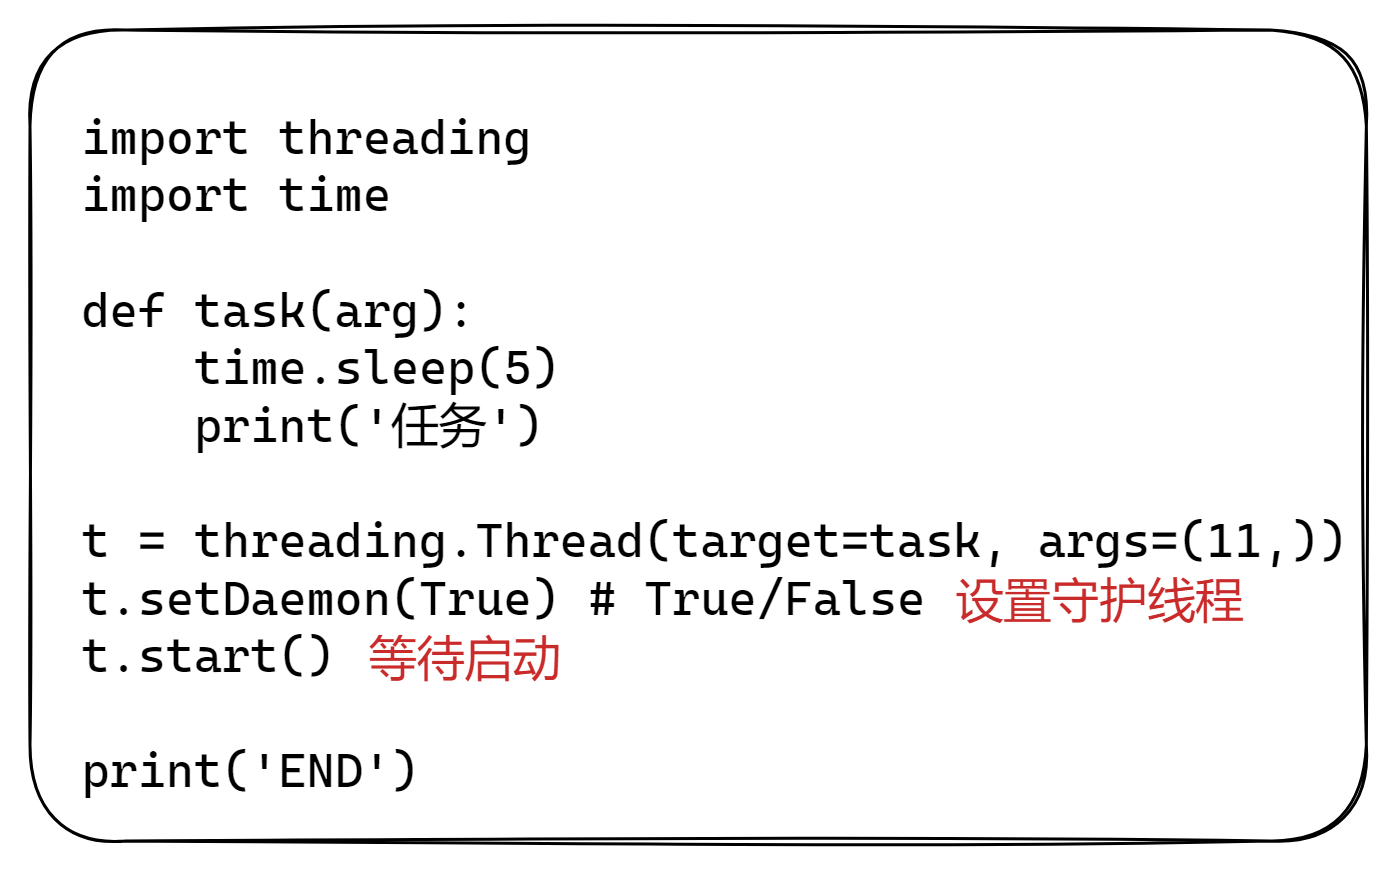 import threading
import time
def task(arg):
    time.sleep(5)
    print('任务')
t = threading.Thread(target=task, args=(11,))
t.setDaemon(True) # True/False 设置守护线程
t.start() 等待启动
print('END')